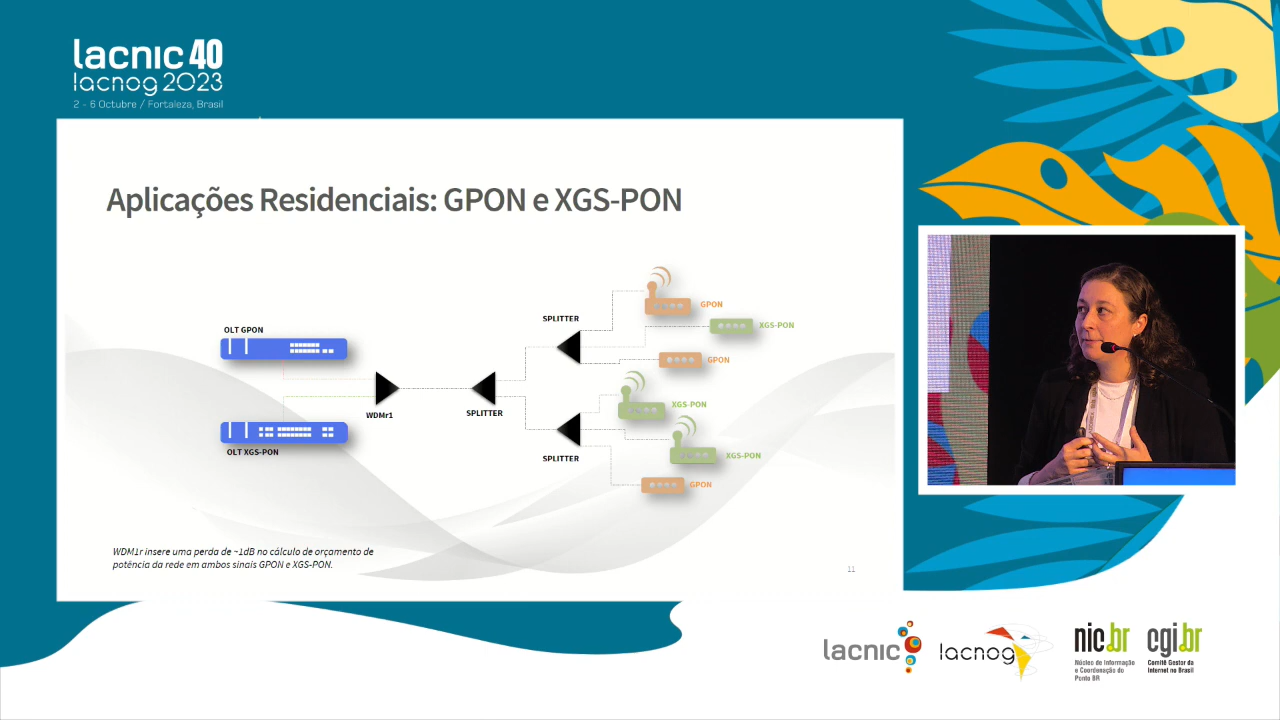 lacnic 40
lacnog 2023
2 - 6 Octubre / Fortaleza, Brasil
Aplicações Residenciais: GPON e XGS-PON
OLT GPON
OLT XGS-PON
WDMr1
SPLITTER
SPLITTER
SPLITTER
GPON
XGS-PON
GPON
XGS-PON
XGS-PON
GPON
WDM1r insere uma perda de ~1dB no cálculo de orçamento de
potência da rede em ambos sinais GPON e XGS-PON.
11
lacnic
lacnog
nic.br
Núcleo de Informação
e Coordenação do
Ponto BR
cgi.br
Comitê Gestor da
Internet no Brasil